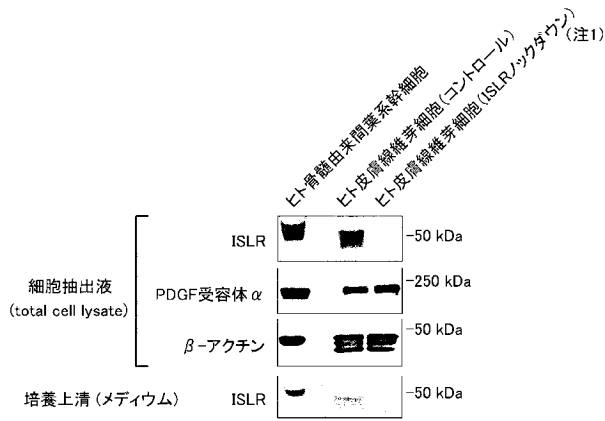 ヒト骨髄由来間葉系幹細胞
ヒト皮膚線維芽細胞(コントロール)
ヒト皮膚線維芽細胞(ISLRノックダウン)(注1)
細胞抽出液
(total cell lysate)
ISLR
-50 kDa
PDGF受容体α
-250 kDa
β-アクチン
-50 kDa
培養上清(メディウム)
ISLR
-50 kDa